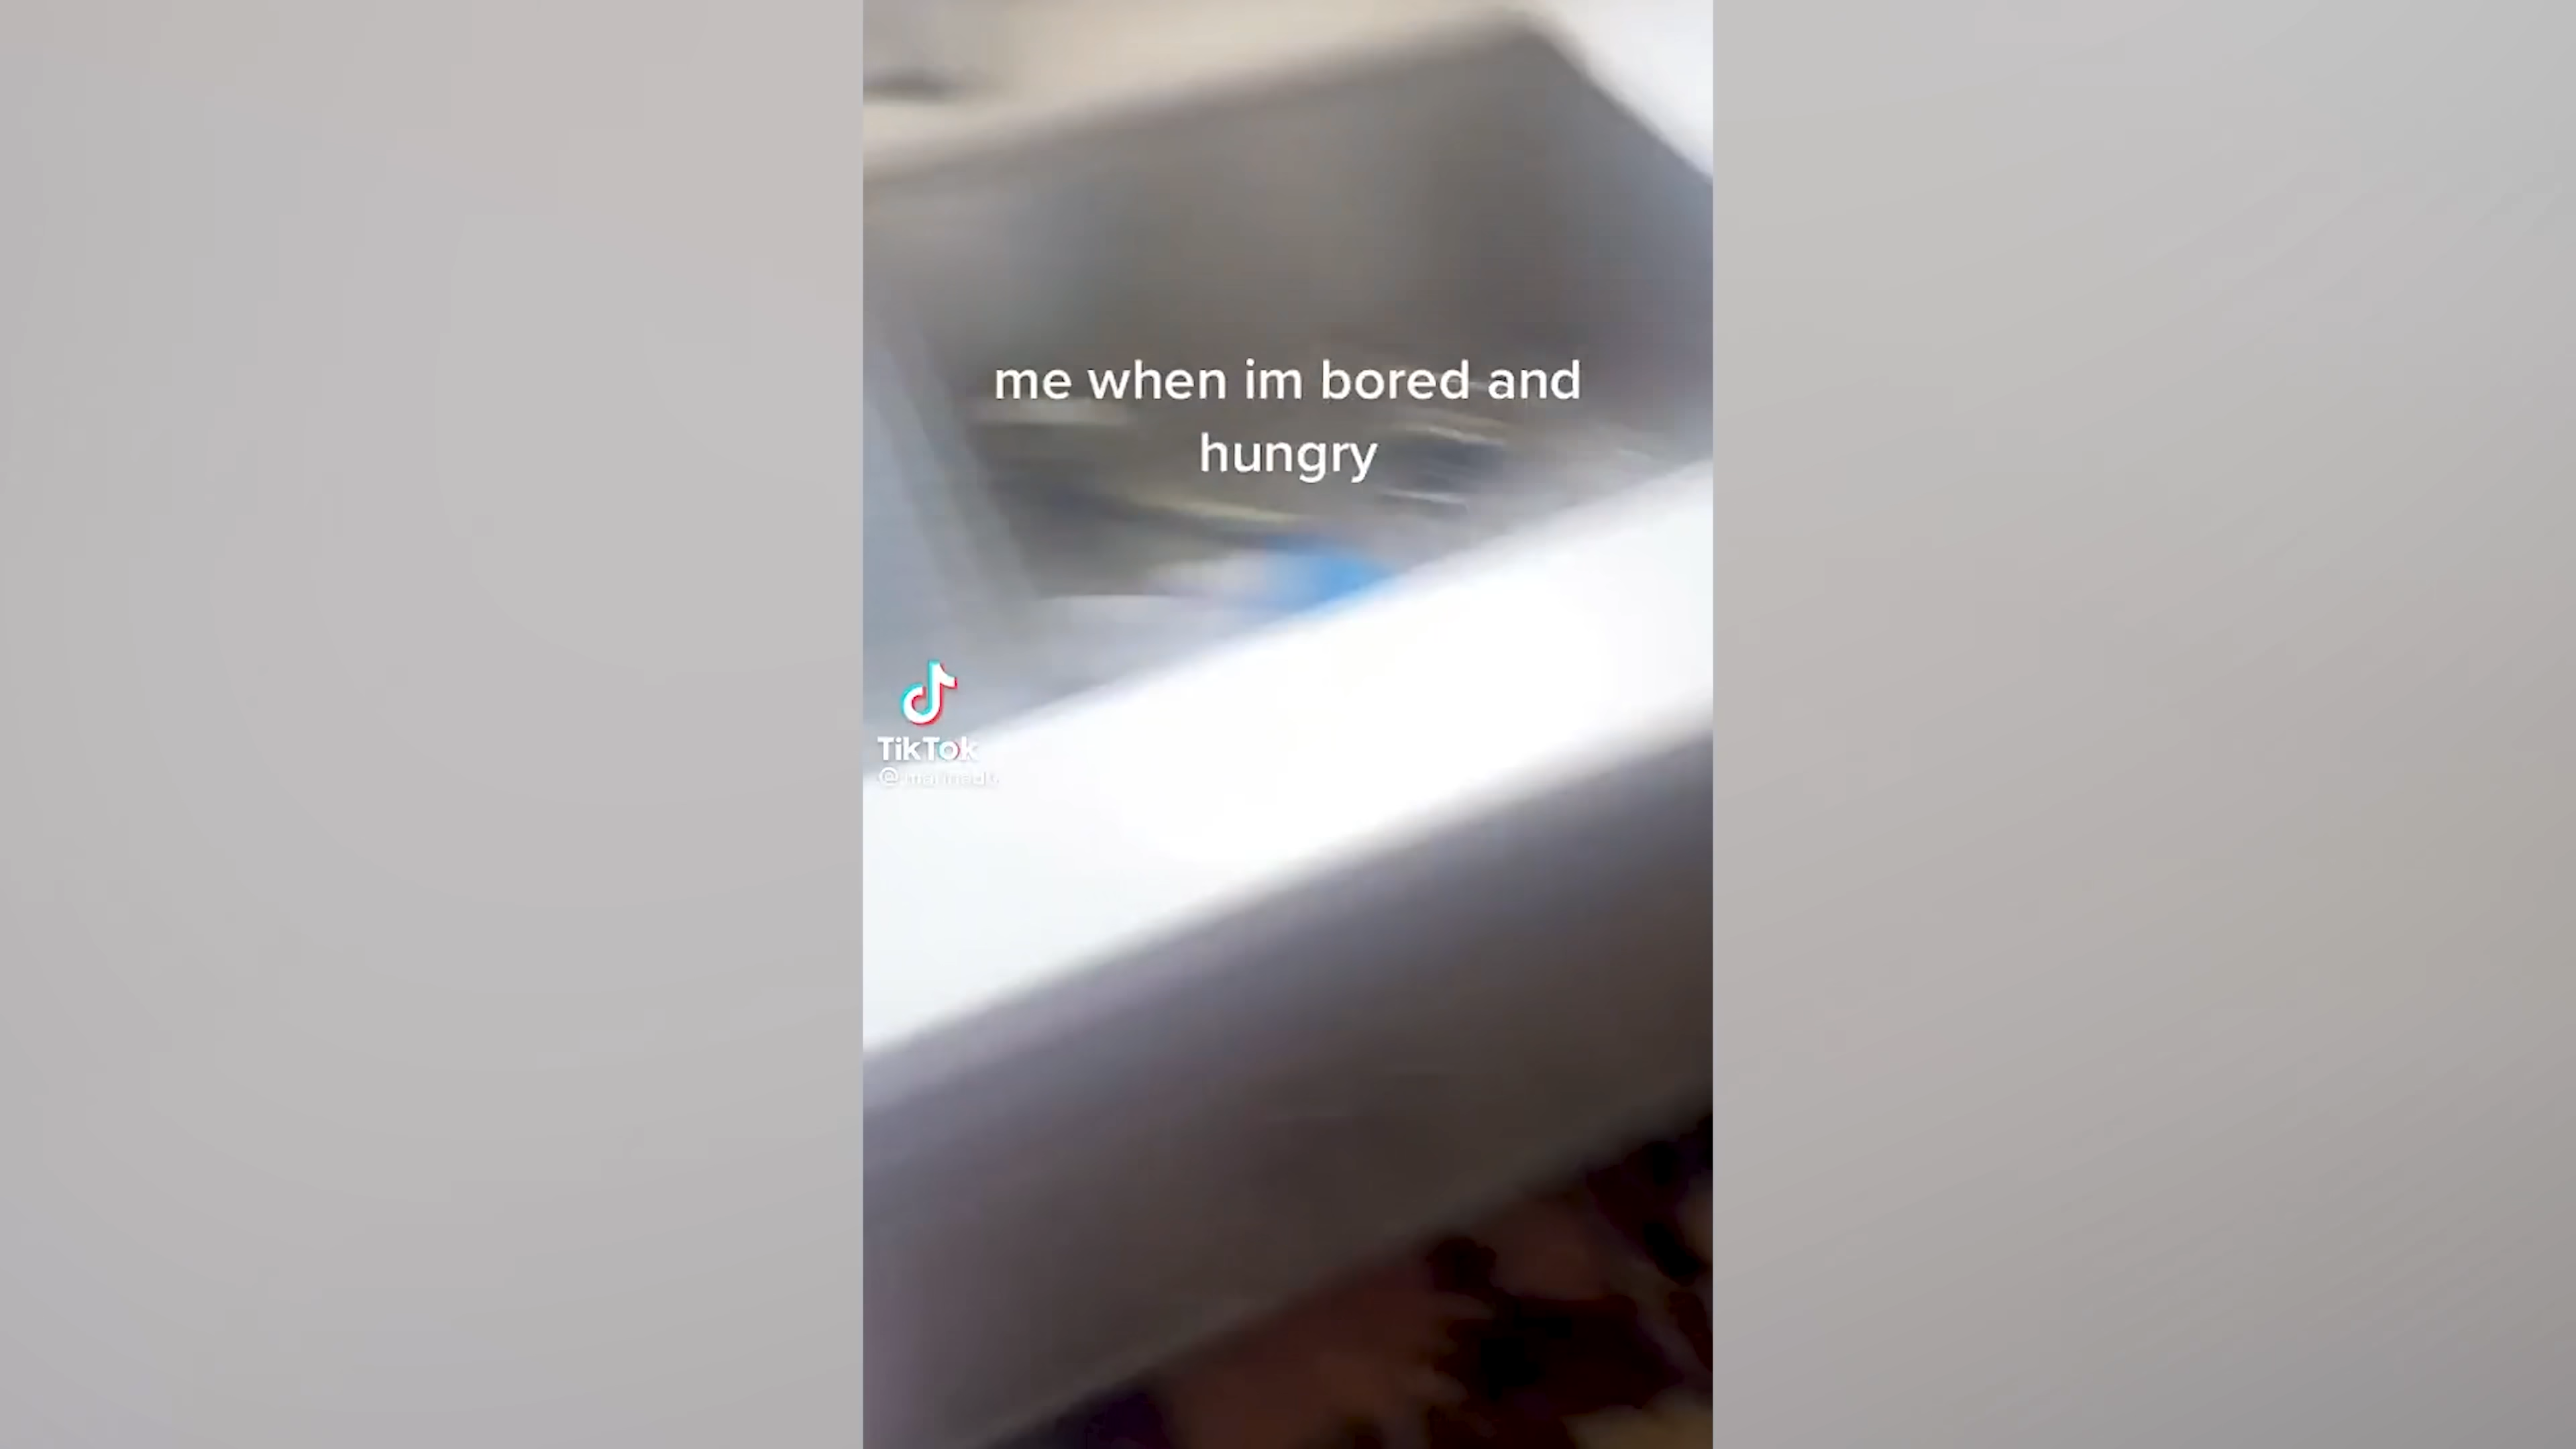 me when im bored and
hungry
TikTok